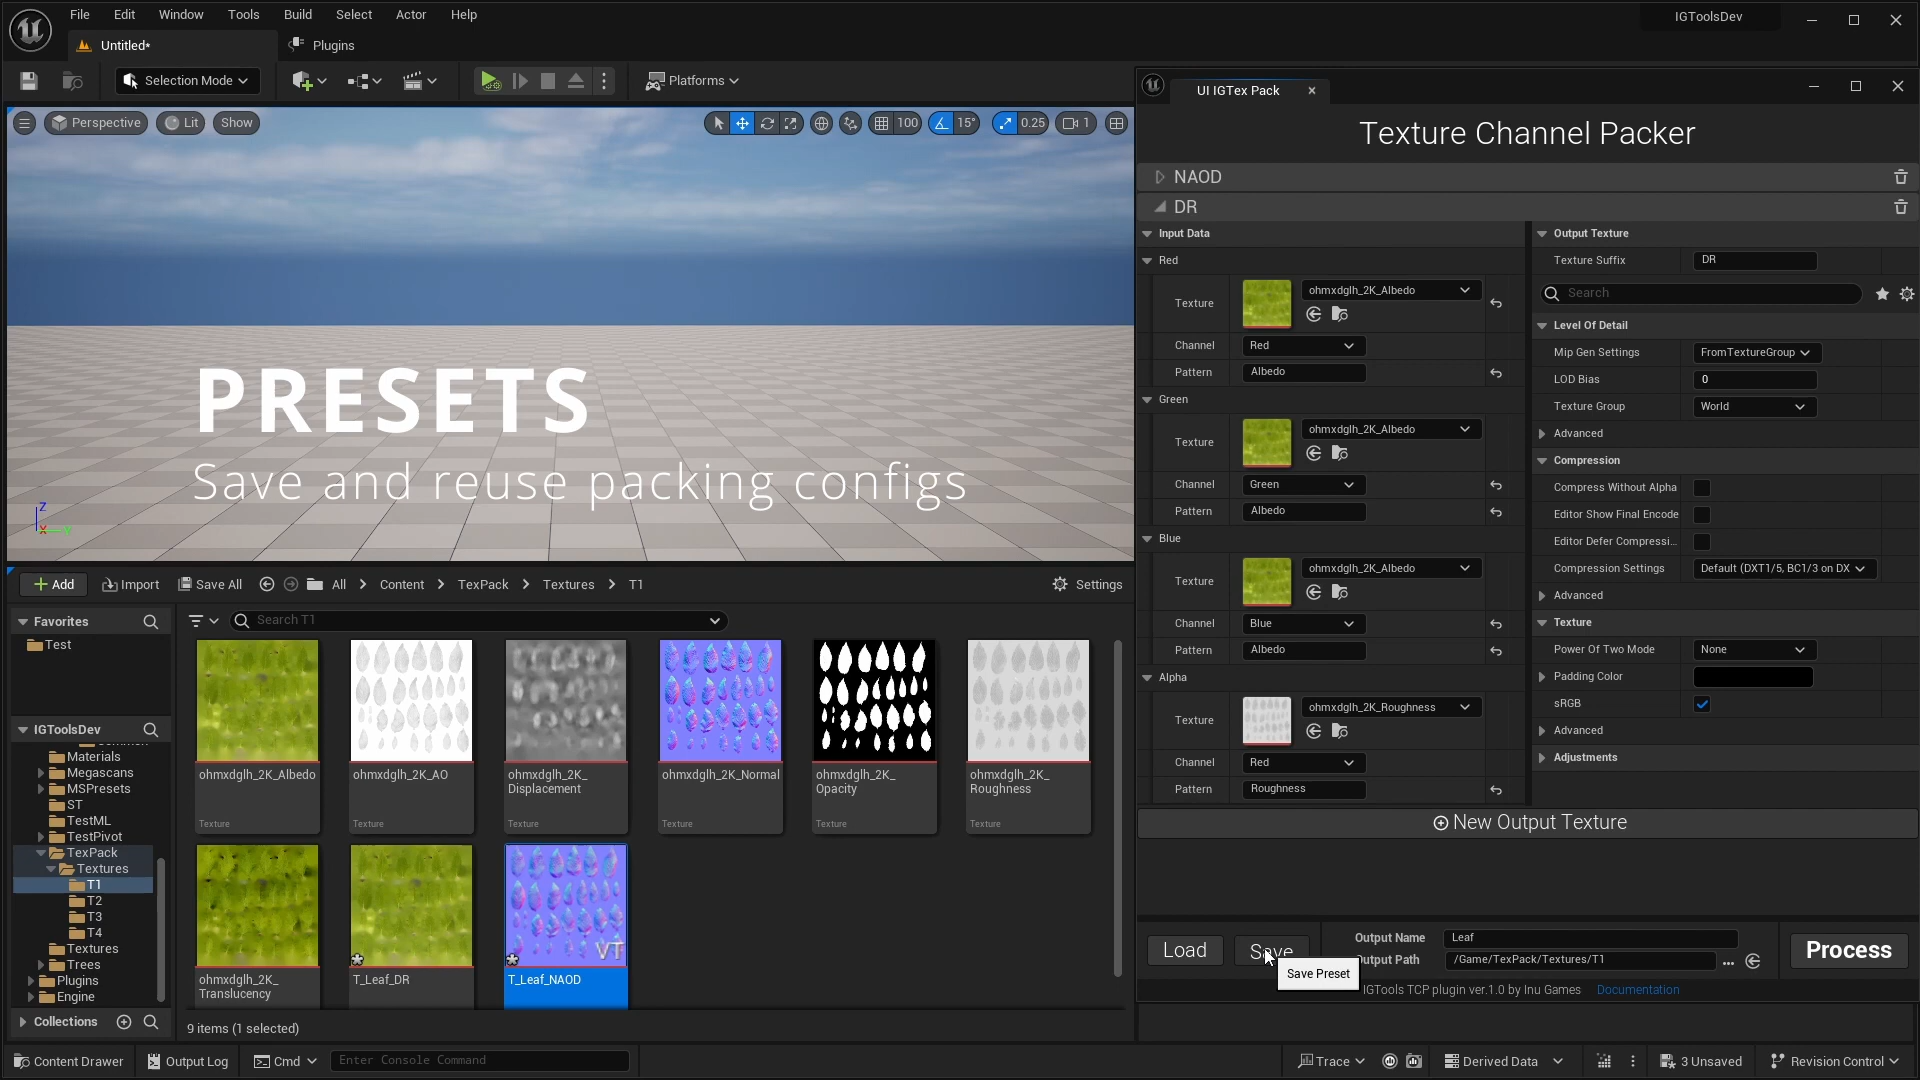 File Edit Window Tools Build Select Actor Help
IGToolsDev
Untitled*
Plugins
Selection Mode
Platforms
Perspective
Lit
Show
100
15°
0.25
1
PRESETS
Save and reuse packing configs
Z
X
Y
Add
Import
Save All
All > Content > TexPack > Textures > T1
Settings
Favorites
Test
IGToolsDev
Materials
Megascans
MSPresets
ST
TestML
TestPivot
TexPack
Textures
T1
T2
T3
T4
Textures
Trees
Plugins
Engine
Collections
Search T1
ohmxdglh_2K_Albedo
Texture
ohmxdglh_2K_AO
Texture
ohmxdglh_2K_
Displacement
Texture
ohmxdglh_2K_Normal
Texture
ohmxdglh_2K_
Opacity
Texture
ohmxdglh_2K_
Roughness
Texture
ohmxdglh_2K_
Translucency
T_Leaf_DR
VT
T_Leaf_NAOD
9 items (1 selected)
UI IGTex Pack
Texture Channel Packer
NAOD
DR
Input Data
Red
Texture
ohmxdglh_2K_Albedo
Channel
Red
Pattern
Albedo
Green
Texture
ohmxdglh_2K_Albedo
Channel
Green
Pattern
Albedo
Blue
Texture
ohmxdglh_2K_Albedo
Channel
Blue
Pattern
Albedo
Alpha
Texture
ohmxdglh_2K_Roughness
Channel
Red
Pattern
Roughness
Output Texture
Texture Suffix
DR
Search
Level Of Detail
Mip Gen Settings
FromTextureGroup
LOD Bias
0
Texture Group
World
Advanced
Compression
Compress Without Alpha
Editor Show Final Encode
Editor Defer Compressi...
Compression Settings
Default (DXT1/5, BC1/3 on DX
Advanced
Texture
Power Of Two Mode
None
Padding Color
sRGB
Advanced
Adjustments
New Output Texture
Load
Save
Save Preset
Output Name
Leaf
Output Path
/Game/TexPack/Textures/T1
...
Process
IGTools TCP plugin ver.1.0 by Inu Games
Documentation
Content Drawer
Output Log
Cmd
Enter Console Command
Trace
Derived Data
3 Unsaved
Revision Control